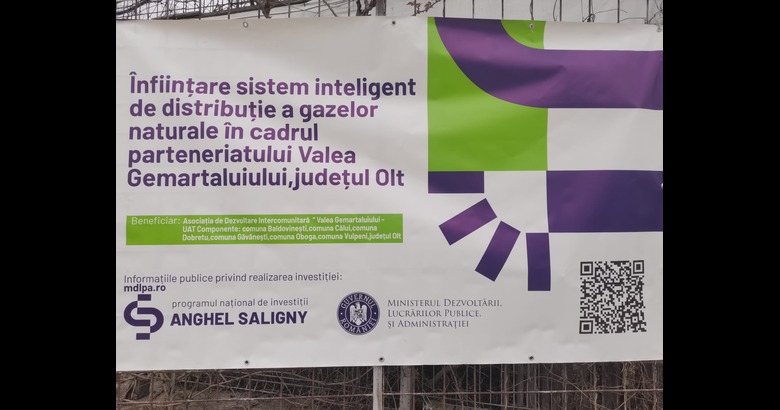 Înființare sistem inteligent
de distribuție a gazelor
naturale în cadrul
parteneriatului Valea
Gemartaluiului,județul Olt
Beneficiar: Asociația de Dezvoltare Intercomunitară "Valea Gemartaluiului -
UAT Componente: comuna Baldovinești,comuna Călui,comuna
Dobrețu,comuna Găvănești,comuna Oboga,comuna Vulpeni,județul Olt
Informațiile publice privind realizarea investiției:
mdlpa.ro
programul național de investiții
ANGHEL SALIGNY
GUVERNUL ROMÂNIEI
Ministerul Dezvoltării,
Lucrărilor Publice,
și Administrației